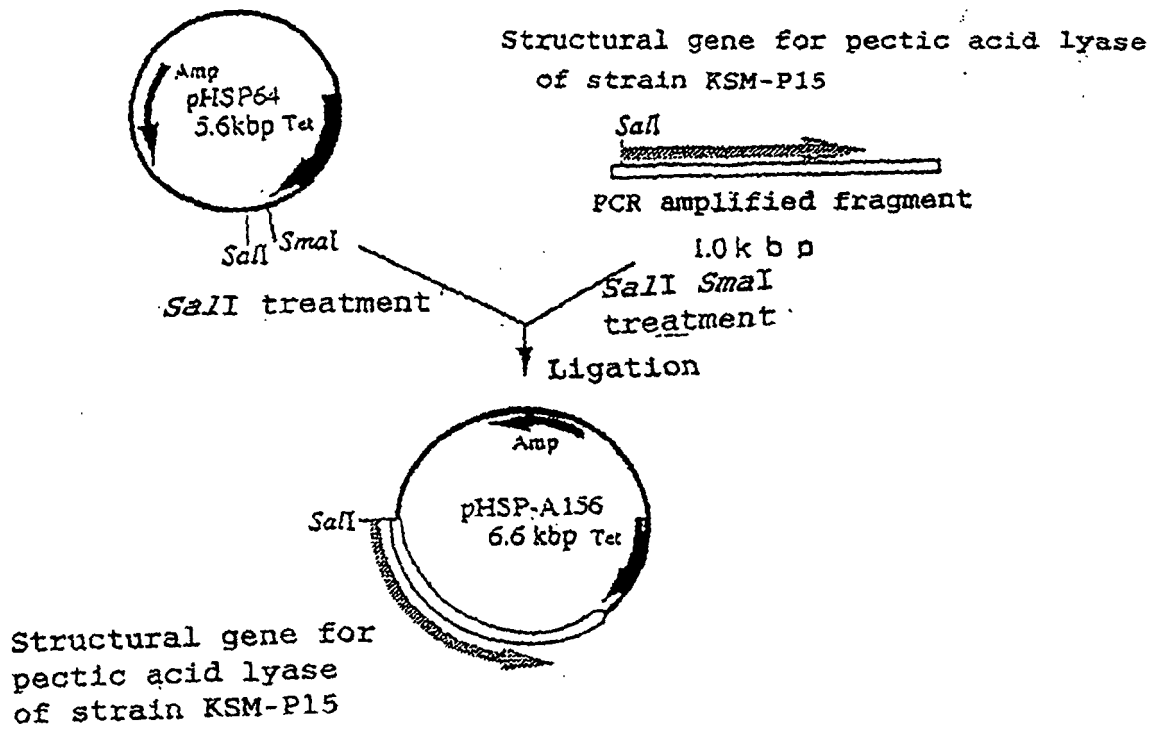 Amp
pHSP64
5.6kbp Tet
SalI SmaI
SalI treatment
Structural gene for pectic acid lyase
of strain KSM-P15
SalI
PCR amplified fragment
1.0 k b p
SalI SmaI
treatment
Ligation
Amp
pHSP-A156
6.6 kbp Tet
SalI
Structural gene for
pectic acid lyase
of strain KSM-P15